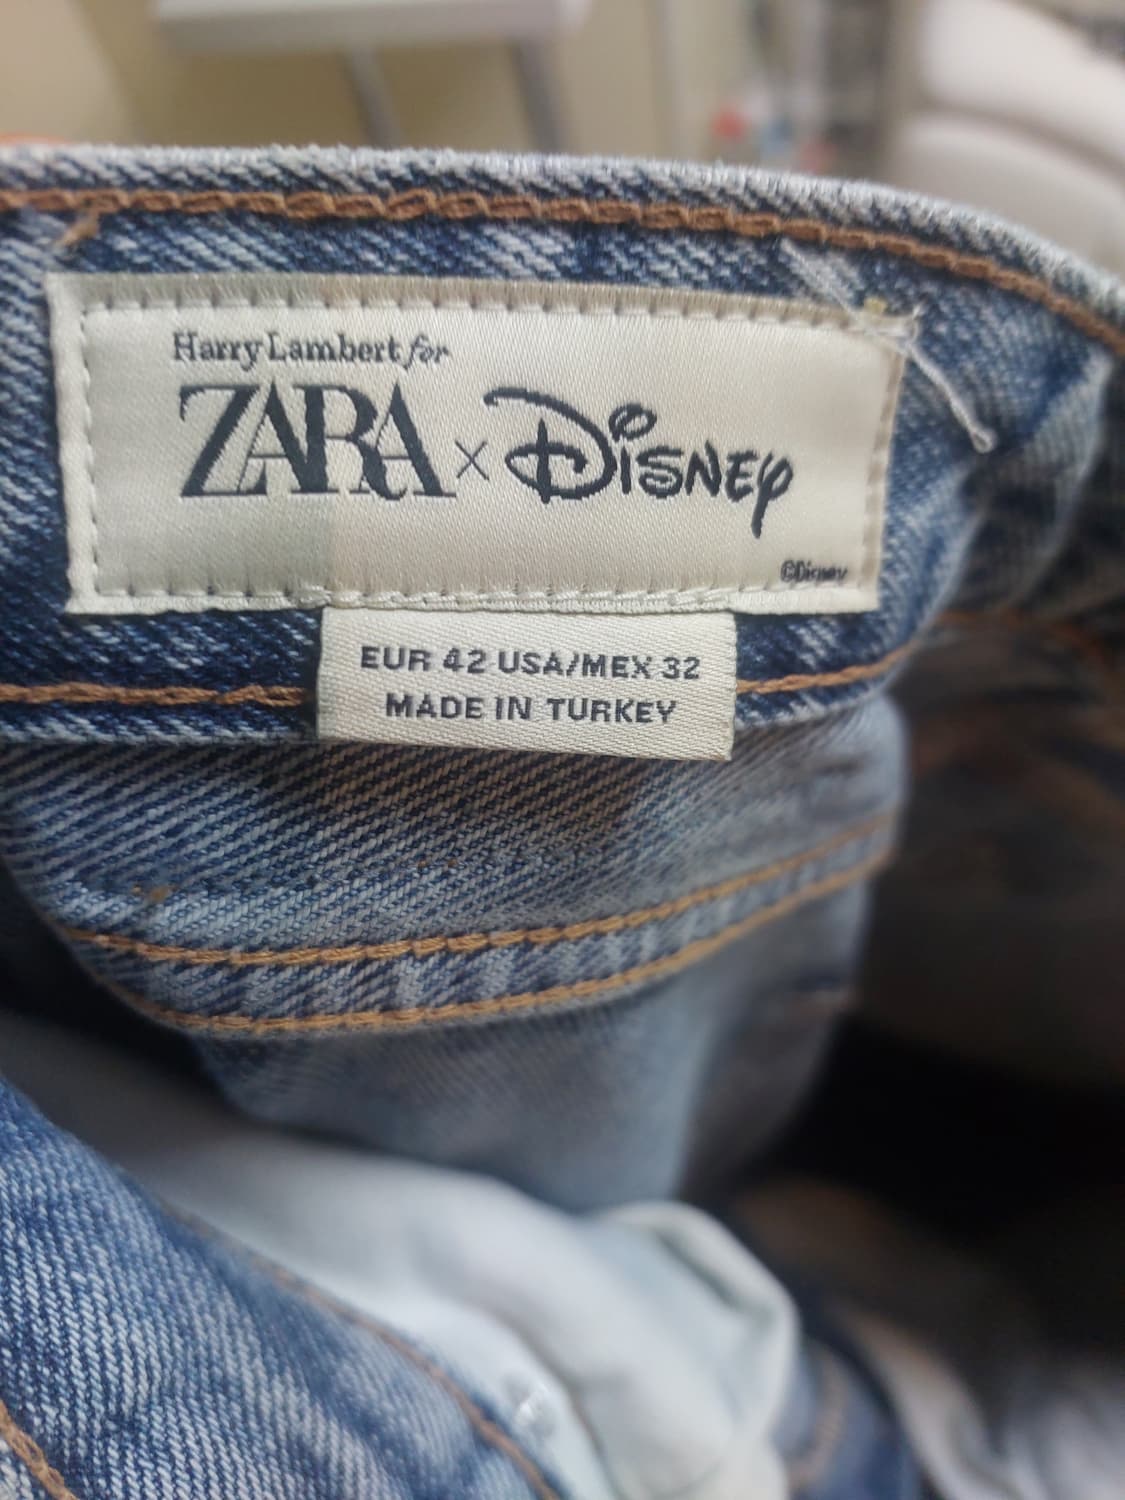 Harry Lambert for
ZARA × Disney
©Disney
EUR 42 USA/MEX 32
MADE IN TURKEY